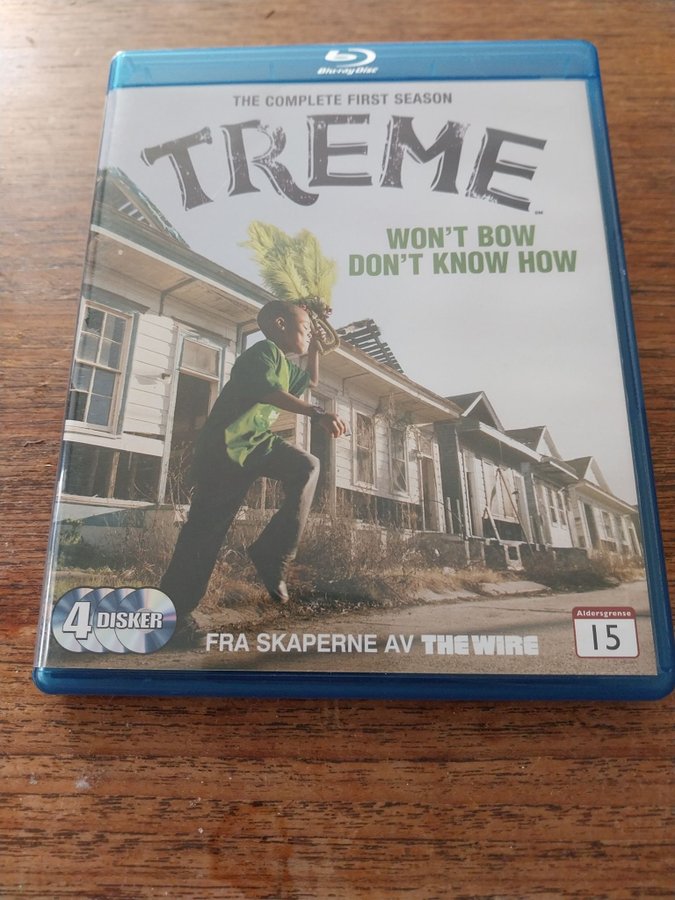 Blu-ray Disc
THE COMPLETE FIRST SEASON
TREME
WON'T BOW
DON'T KNOW HOW
4 DISKER
FRA SKAPERNE AV THE WIRE
Aldersgrense
15